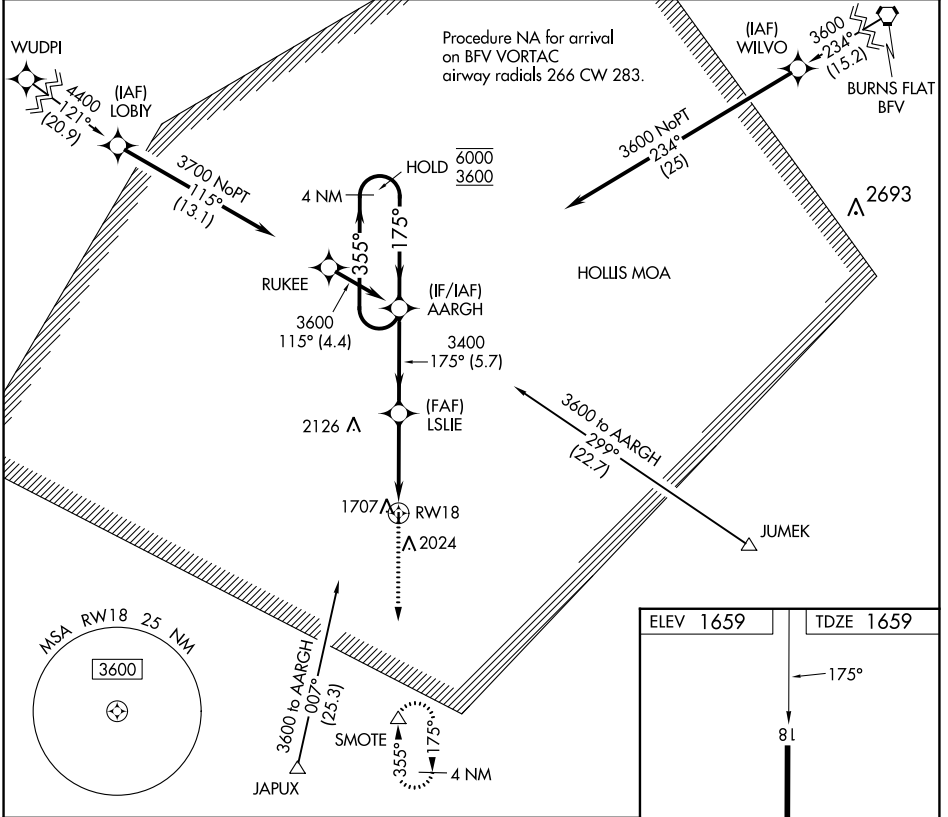 WUDPI
4400
121°
(20.9)
(IAF)
LOBIY
3700 NoPT
115°
(13.1)
Procedure NA for arrival
on BFV VORTAC
airway radials 266 CW 283.
(IAF)
WILVO
3600
234°
(15.2)
BURNS FLAT
BFV
3600 NoPT
234°
(25)
HOLD 6000
3600
4 NM
355°
175°
2693
RUKEE
(IF/IAF)
AARGH
HOLLIS MOA
3600
115° (4.4)
3400
175° (5.7)
(FAF)
LSLIE
2126
3600 to AARGH
299°
(22.7)
JUMEK
1707
RW18
2024
MSA RW18 25 NM
3600
3600 to AARGH
007°
(25.3)
JAPUX
SMOTE
355°
175°
4 NM
ELEV 1659
TDZE 1659
175°
18